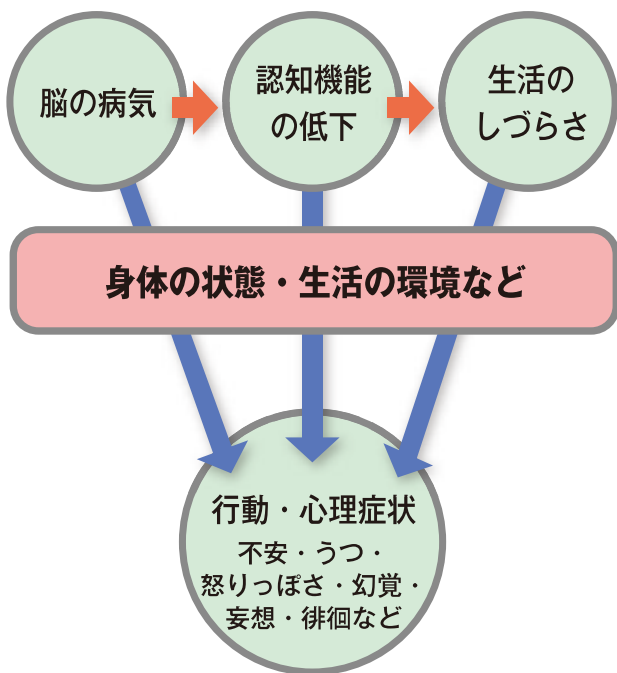 脳の病気
認知機能
の低下
生活の
しづらさ
身体の状態・生活の環境など
行動・心理症状
不安・うつ・
怒りっぽさ・幻覚・
妄想・徘徊など